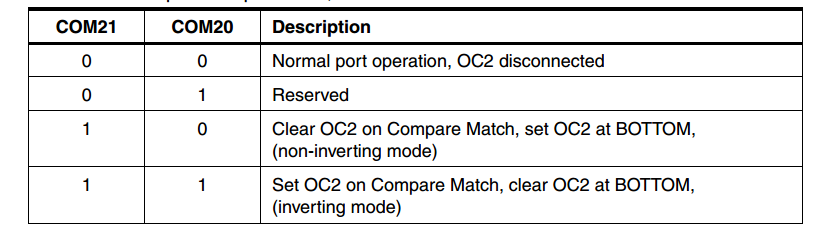 COM21 COM20 Description
0 0 Normal port operation, OC2 disconnected
0 1 Reserved
1 0 Clear OC2 on Compare Match, set OC2 at BOTTOM,
(non-inverting mode)
1 1 Set OC2 on Compare Match, clear OC2 at BOTTOM,
(inverting mode)